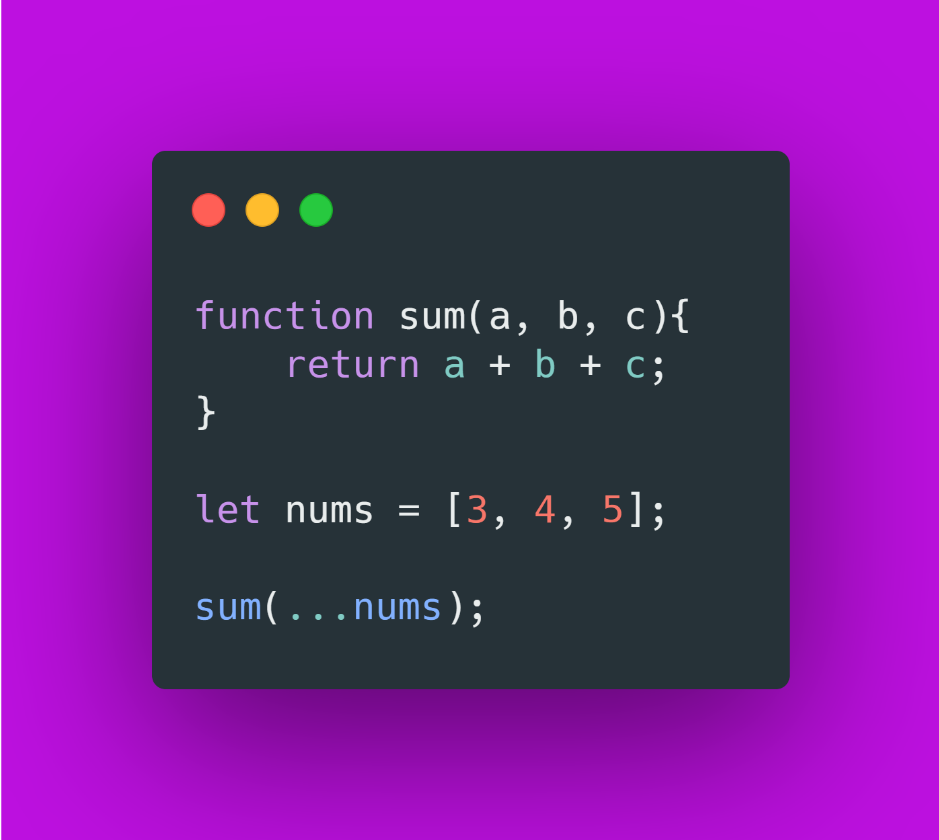 function sum(a, b, c){
    return a + b + c;
}
let nums = [3, 4, 5];
sum(...nums);